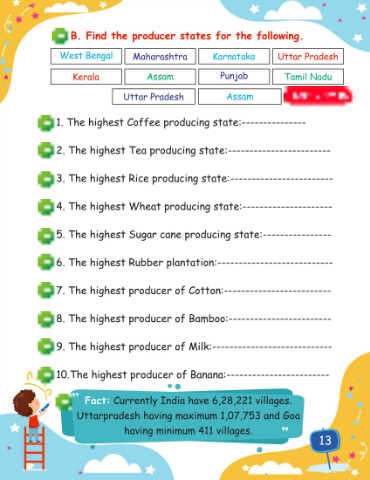 B. Find the producer states for the following.
West Bengal Maharashtra Karnataka Uttar Pradesh
Kerala Assam Punjab Tamil Nadu
Uttar Pradesh Assam
1. The highest Coffee producing state:---------------
2. The highest Tea producing state:------------------------
3. The highest Rice producing state:------------------------
4. The highest Wheat producing state:---------------------
5. The highest Sugar cane producing state:----------------
6. The highest Rubber plantation:---------------------------
7. The highest producer of Cotton:-------------------------
8. The highest producer of Bamboo:------------------------
9. The highest producer of Milk:----------------------------
10.The highest producer of Banana:------------------------
" Fact: Currently India have 6,28,221 villages.
Uttarpradesh having maximum 1,07,753 and Goa
having minimum 411 villages. "
13